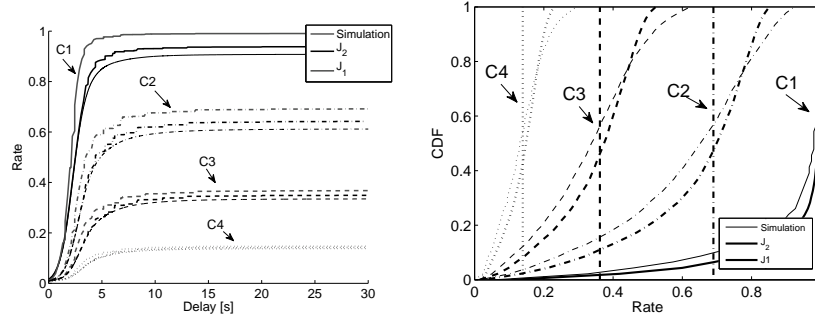 1
0.8
0.6
0.4
0.2
0
Rate
0 5 10 15 20 25 30
Delay [s]
C1
C2
C3
C4
Simulation
J2
J1
1
0.8
0.6
0.4
0.2
0
CDF
0 0.2 0.4 0.6 0.8
Rate
C4
C3
C2
C1
Simulation
J2
J1